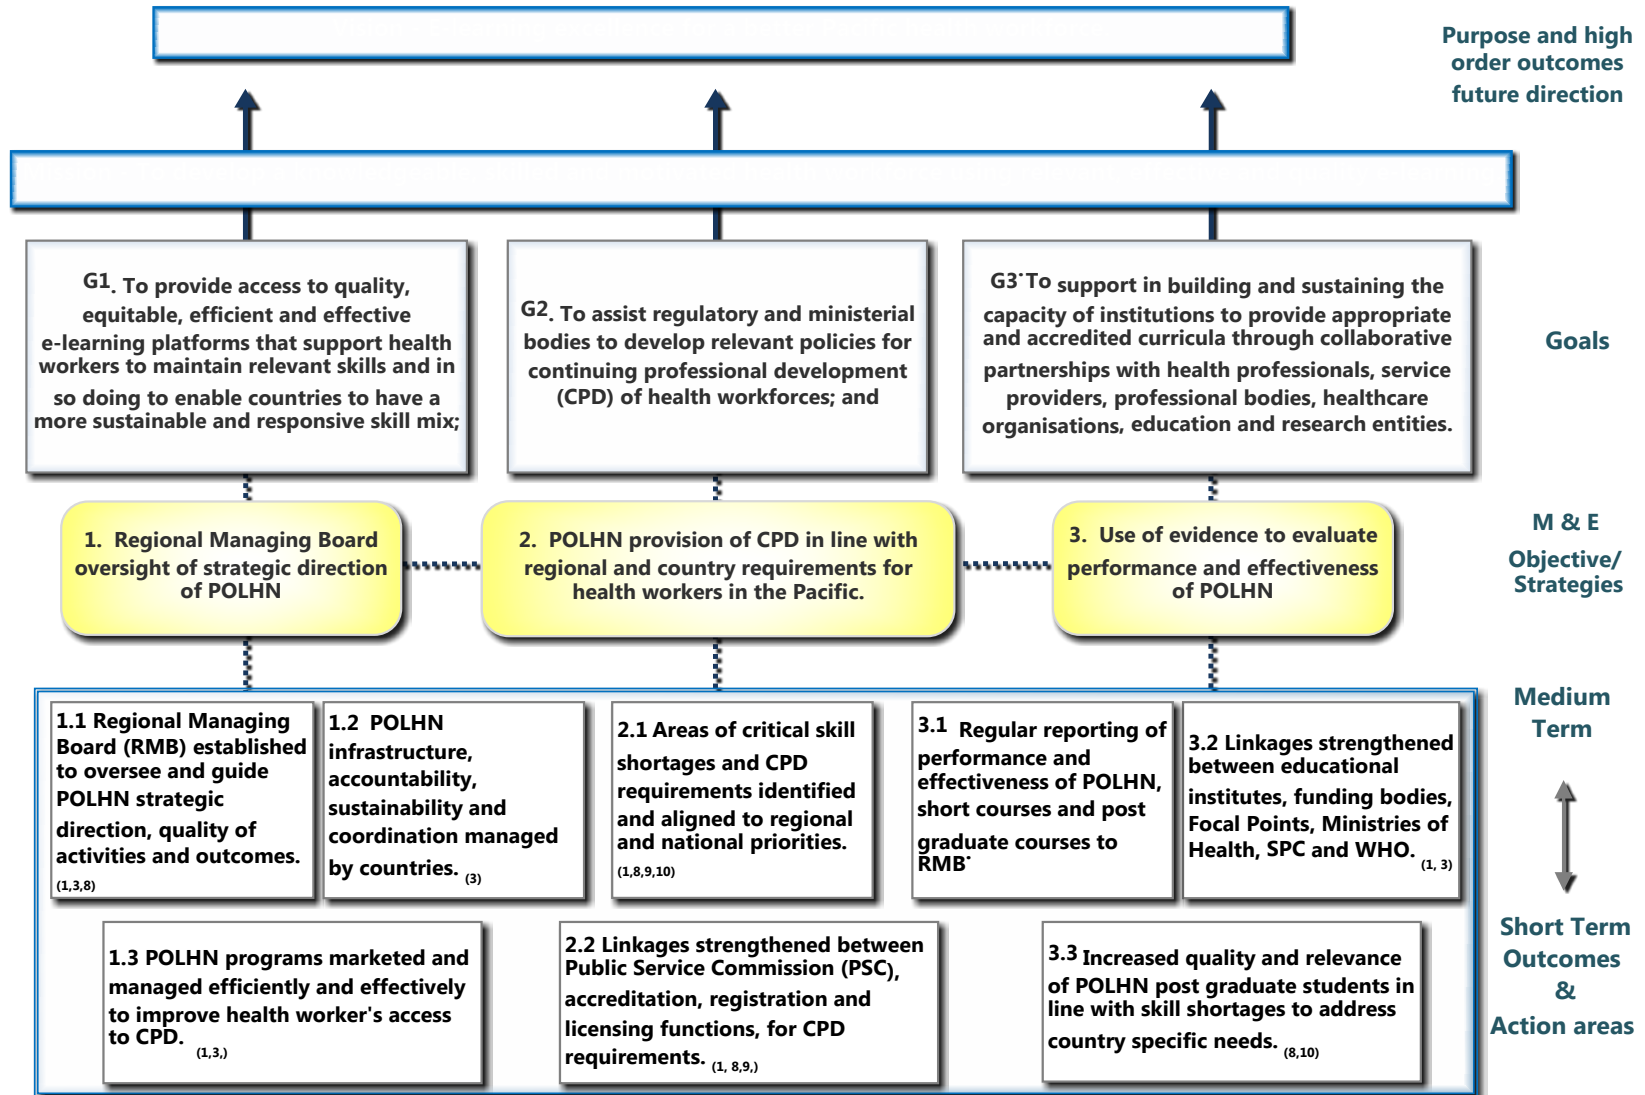 Purpose and high
order outcomes
future direction
G1. To provide access to quality,
equitable, efficient and effective
e-learning platforms that support health
workers to maintain relevant skills and in
so doing to enable countries to have a
more sustainable and responsive skill mix;
G2. To assist regulatory and ministerial
bodies to develop relevant policies for
continuing professional development
(CPD) of health workforces; and
G3. To support in building and sustaining the
capacity of institutions to provide appropriate
and accredited curricula through collaborative
partnerships with health professionals, service
providers, professional bodies, healthcare
organisations, education and research entities.
Goals
1. Regional Managing Board
oversight of strategic direction
of POLHN
2. POLHN provision of CPD in line with
regional and country requirements for
health workers in the Pacific.
3. Use of evidence to evaluate
performance and effectiveness
of POLHN
M & E
Objective/
Strategies
1.1 Regional Managing
Board (RMB) established
to oversee and guide
POLHN strategic
direction, quality of
activities and outcomes.
(1,3,8)
1.2 POLHN
infrastructure,
accountability,
sustainability and
coordination managed
by countries. (3)
2.1 Areas of critical skill
shortages and CPD
requirements identified
and aligned to regional
and national priorities.
(1,8,9,10)
3.1 Regular reporting of
performance and
effectiveness of POLHN,
short courses and post
graduate courses to
RMB.
3.2 Linkages strengthened
between educational
institutes, funding bodies,
Focal Points, Ministries of
Health, SPC and WHO. (1, 3)
Medium
Term
1.3 POLHN programs marketed and
managed efficiently and effectively
to improve health worker's access
to CPD. (1,3,)
2.2 Linkages strengthened between
Public Service Commission (PSC),
accreditation, registration and
licensing functions, for CPD
requirements. (1, 8,9,)
3.3 Increased quality and relevance
of POLHN post graduate students in
line with skill shortages to address
country specific needs. (8,10)
Short Term
Outcomes
&
Action areas